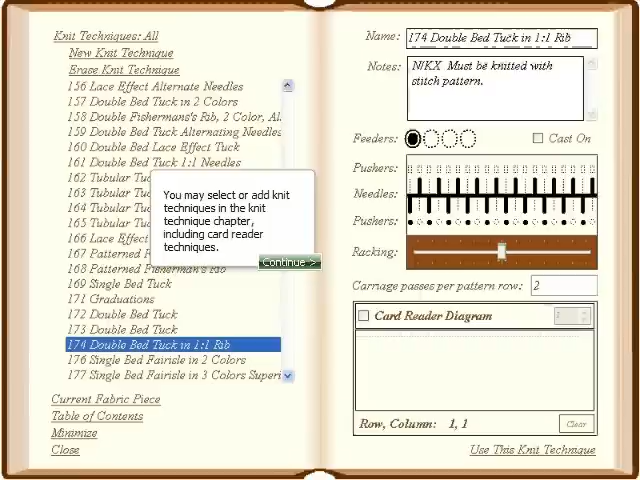 Knit Techniques: All
New Knit Technique
Erase Knit Technique
156 Lace Effect Alternate Needles
157 Double Bed Tuck in 2 Colors
158 Double Fishermans's Rib, 2 Color, Al
159 Double Bed Tuck Alternating Needles
160 Double Bed Lace Effect Tuck
161 Double Bed Tuck 1:1 Needles
162 Tubular Tuc
163 Tubular Tuc
164 Tubular Tuc
165 Tubular Tuc
166 Lace Effect
167 Patterned F
168 Patterned Fisherman's Rib
169 Single Bed Tuck
171 Graduations
172 Double Bed Tuck
173 Double Bed Tuck
174 Double Bed Tuck in 1:1 Rib
176 Single Bed Fairisle in 2 Colors
177 Single Bed Fairisle in 3 Colors Superi
Current Fabric Piece
Table of Contents
Minimize
Close
You may select or add knit
techniques in the knit
technique chapter,
including card reader
techniques.
Continue >
Name: 174 Double Bed Tuck in 1:1 Rib
Notes: N/KX Must be knitted with
stitch pattern.
Feeders: Cast On
Pushers:
Needles:
Pushers:
Racking:
Carriage passes per pattern row: 2
Card Reader Diagram
Row, Column: 1, 1 Clear
Use This Knit Technique